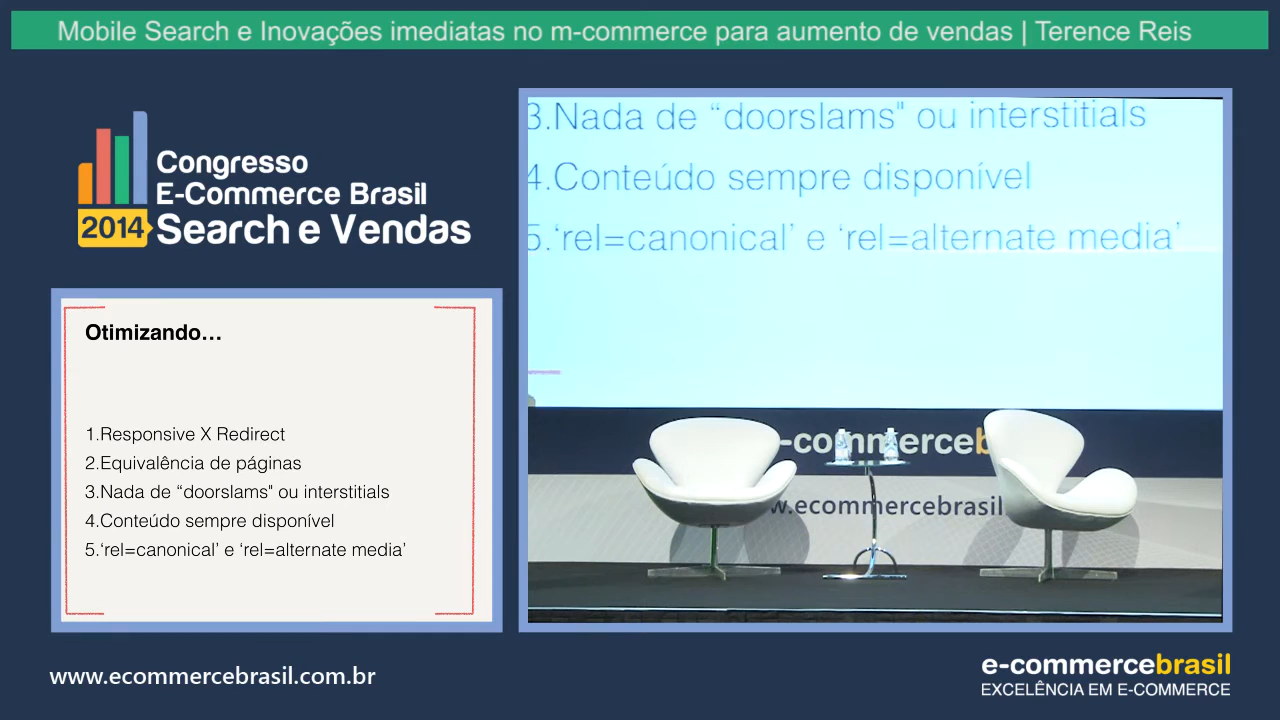 Mobile Search e Inovações imediatas no m-commerce para aumento de vendas | Terence Reis
Congresso
E-Commerce Brasil
2014 Search e Vendas
Otimizando...
1.Responsive X Redirect
2.Equivalência de páginas
3.Nada de “doorslams" ou interstitials
4.Conteúdo sempre disponível
5.‘rel=canonical’ e ‘rel=alternate media’
3.Nada de “doorslams" ou interstitials
4.Conteúdo sempre disponível
5.‘rel=canonical’ e ‘rel=alternate media’
e-commerceb
w.ecommercebrasil
www.ecommercebrasil.com.br
e-commercebrasil
EXCELÊNCIA EM E-COMMERCE